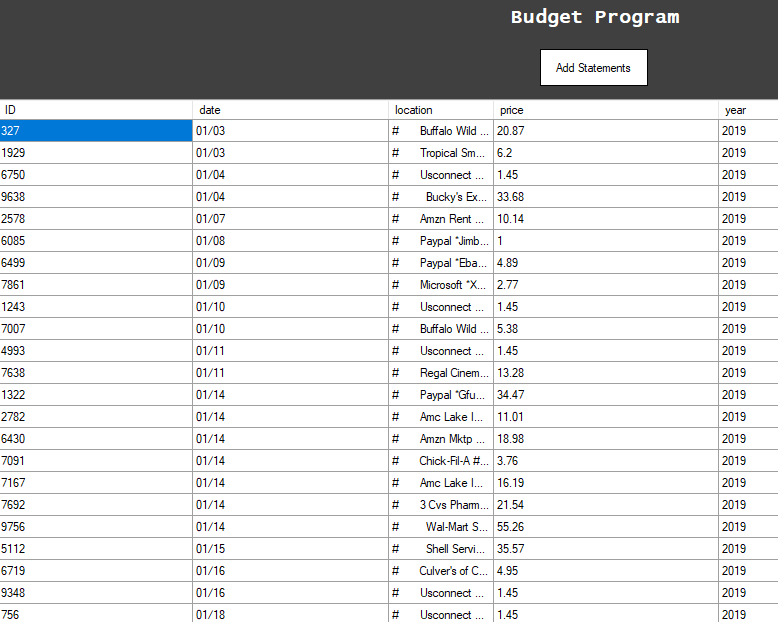 Budget Program
Add Statements
ID date location price year
327 01/03 # Buffalo Wild ... 20.87 2019
1929 01/03 # Tropical Sm... 6.2 2019
6750 01/04 # Usconnect ... 1.45 2019
9638 01/04 # Bucky's Ex... 33.68 2019
2578 01/07 # Amzn Rent ... 10.14 2019
6085 01/08 # Paypal *Jimb... 1 2019
6499 01/09 # Paypal *Eba... 4.89 2019
7861 01/09 # Microsoft *X... 2.77 2019
1243 01/10 # Usconnect ... 1.45 2019
7007 01/10 # Buffalo Wild ... 5.38 2019
4993 01/11 # Usconnect ... 1.45 2019
7638 01/11 # Regal Cinem... 13.28 2019
1322 01/14 # Paypal *Gfu... 34.47 2019
2782 01/14 # Amc Lake I... 11.01 2019
6430 01/14 # Amzn Mktp ... 18.98 2019
7091 01/14 # Chick-Fil-A #... 3.76 2019
7167 01/14 # Amc Lake I... 16.19 2019
7692 01/14 # 3 Cvs Pharm... 21.54 2019
9756 01/14 # Wal-Mart S... 55.26 2019
5112 01/15 # Shell Servi... 35.57 2019
6719 01/16 # Culver's of C... 4.95 2019
9348 01/16 # Usconnect ... 1.45 2019
756 01/18 # Usconnect ... 1.45 2019